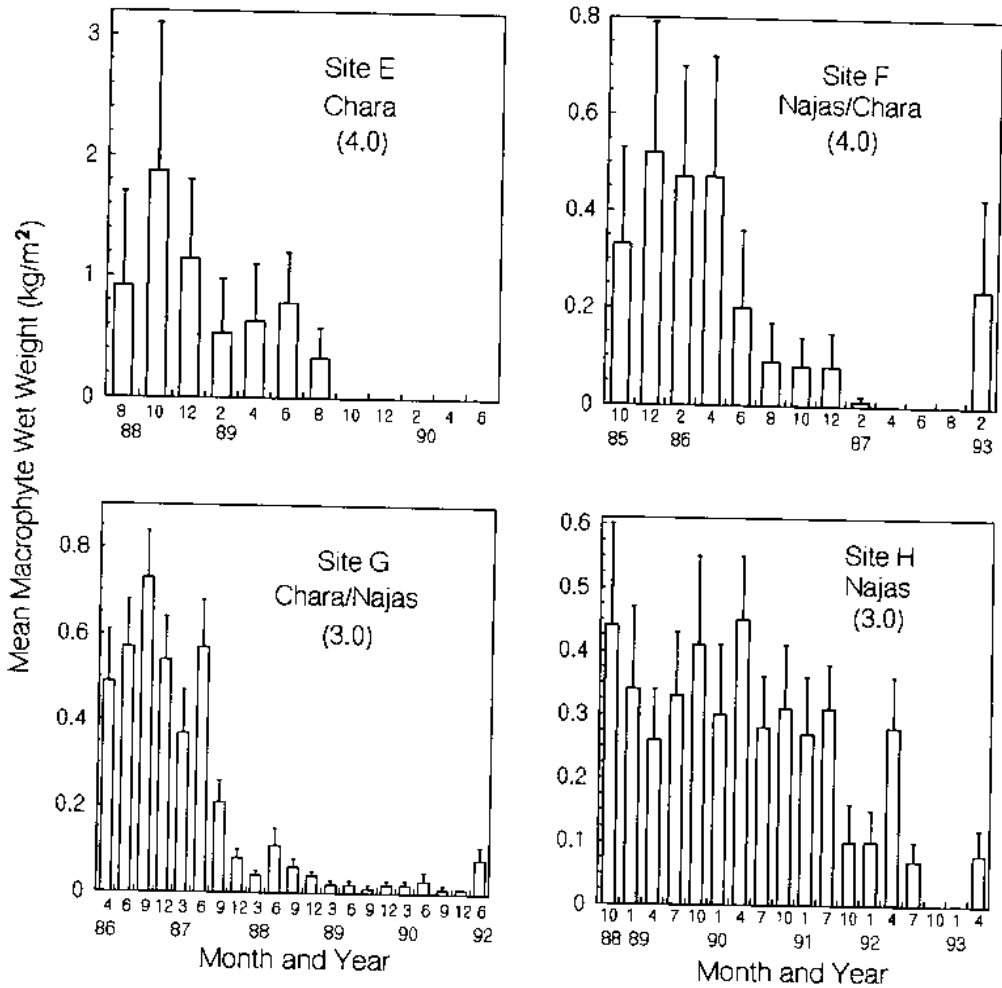 Mean Macrophyte Wet Weight (kg/m²)
3
2
1
0
Site E
Chara
(4.0)
8 10 12 2 4 6 8 10 12 2 4 6
88 89 90
0.8
0.6
0.4
0.2
0
Site F
Najas/Chara
(4.0)
10 12 2 4 6 8 10 12 2 4 6 8 2
85 86 87 93
0.8
0.6
0.4
0.2
0
Site G
Chara/Najas
(3.0)
4 6 9 12 3 6 9 12 3 6 9 12 3 6 9 12 3 6 9 12 6
86 87 88 89 90 92
Month and Year
0.6
0.5
0.4
0.3
0.2
0.1
0
Site H
Najas
(3.0)
10 1 4 7 10 1 4 7 10 1 7 10 1 4 7 10 1 4
88 89 90 91 92 93
Month and Year